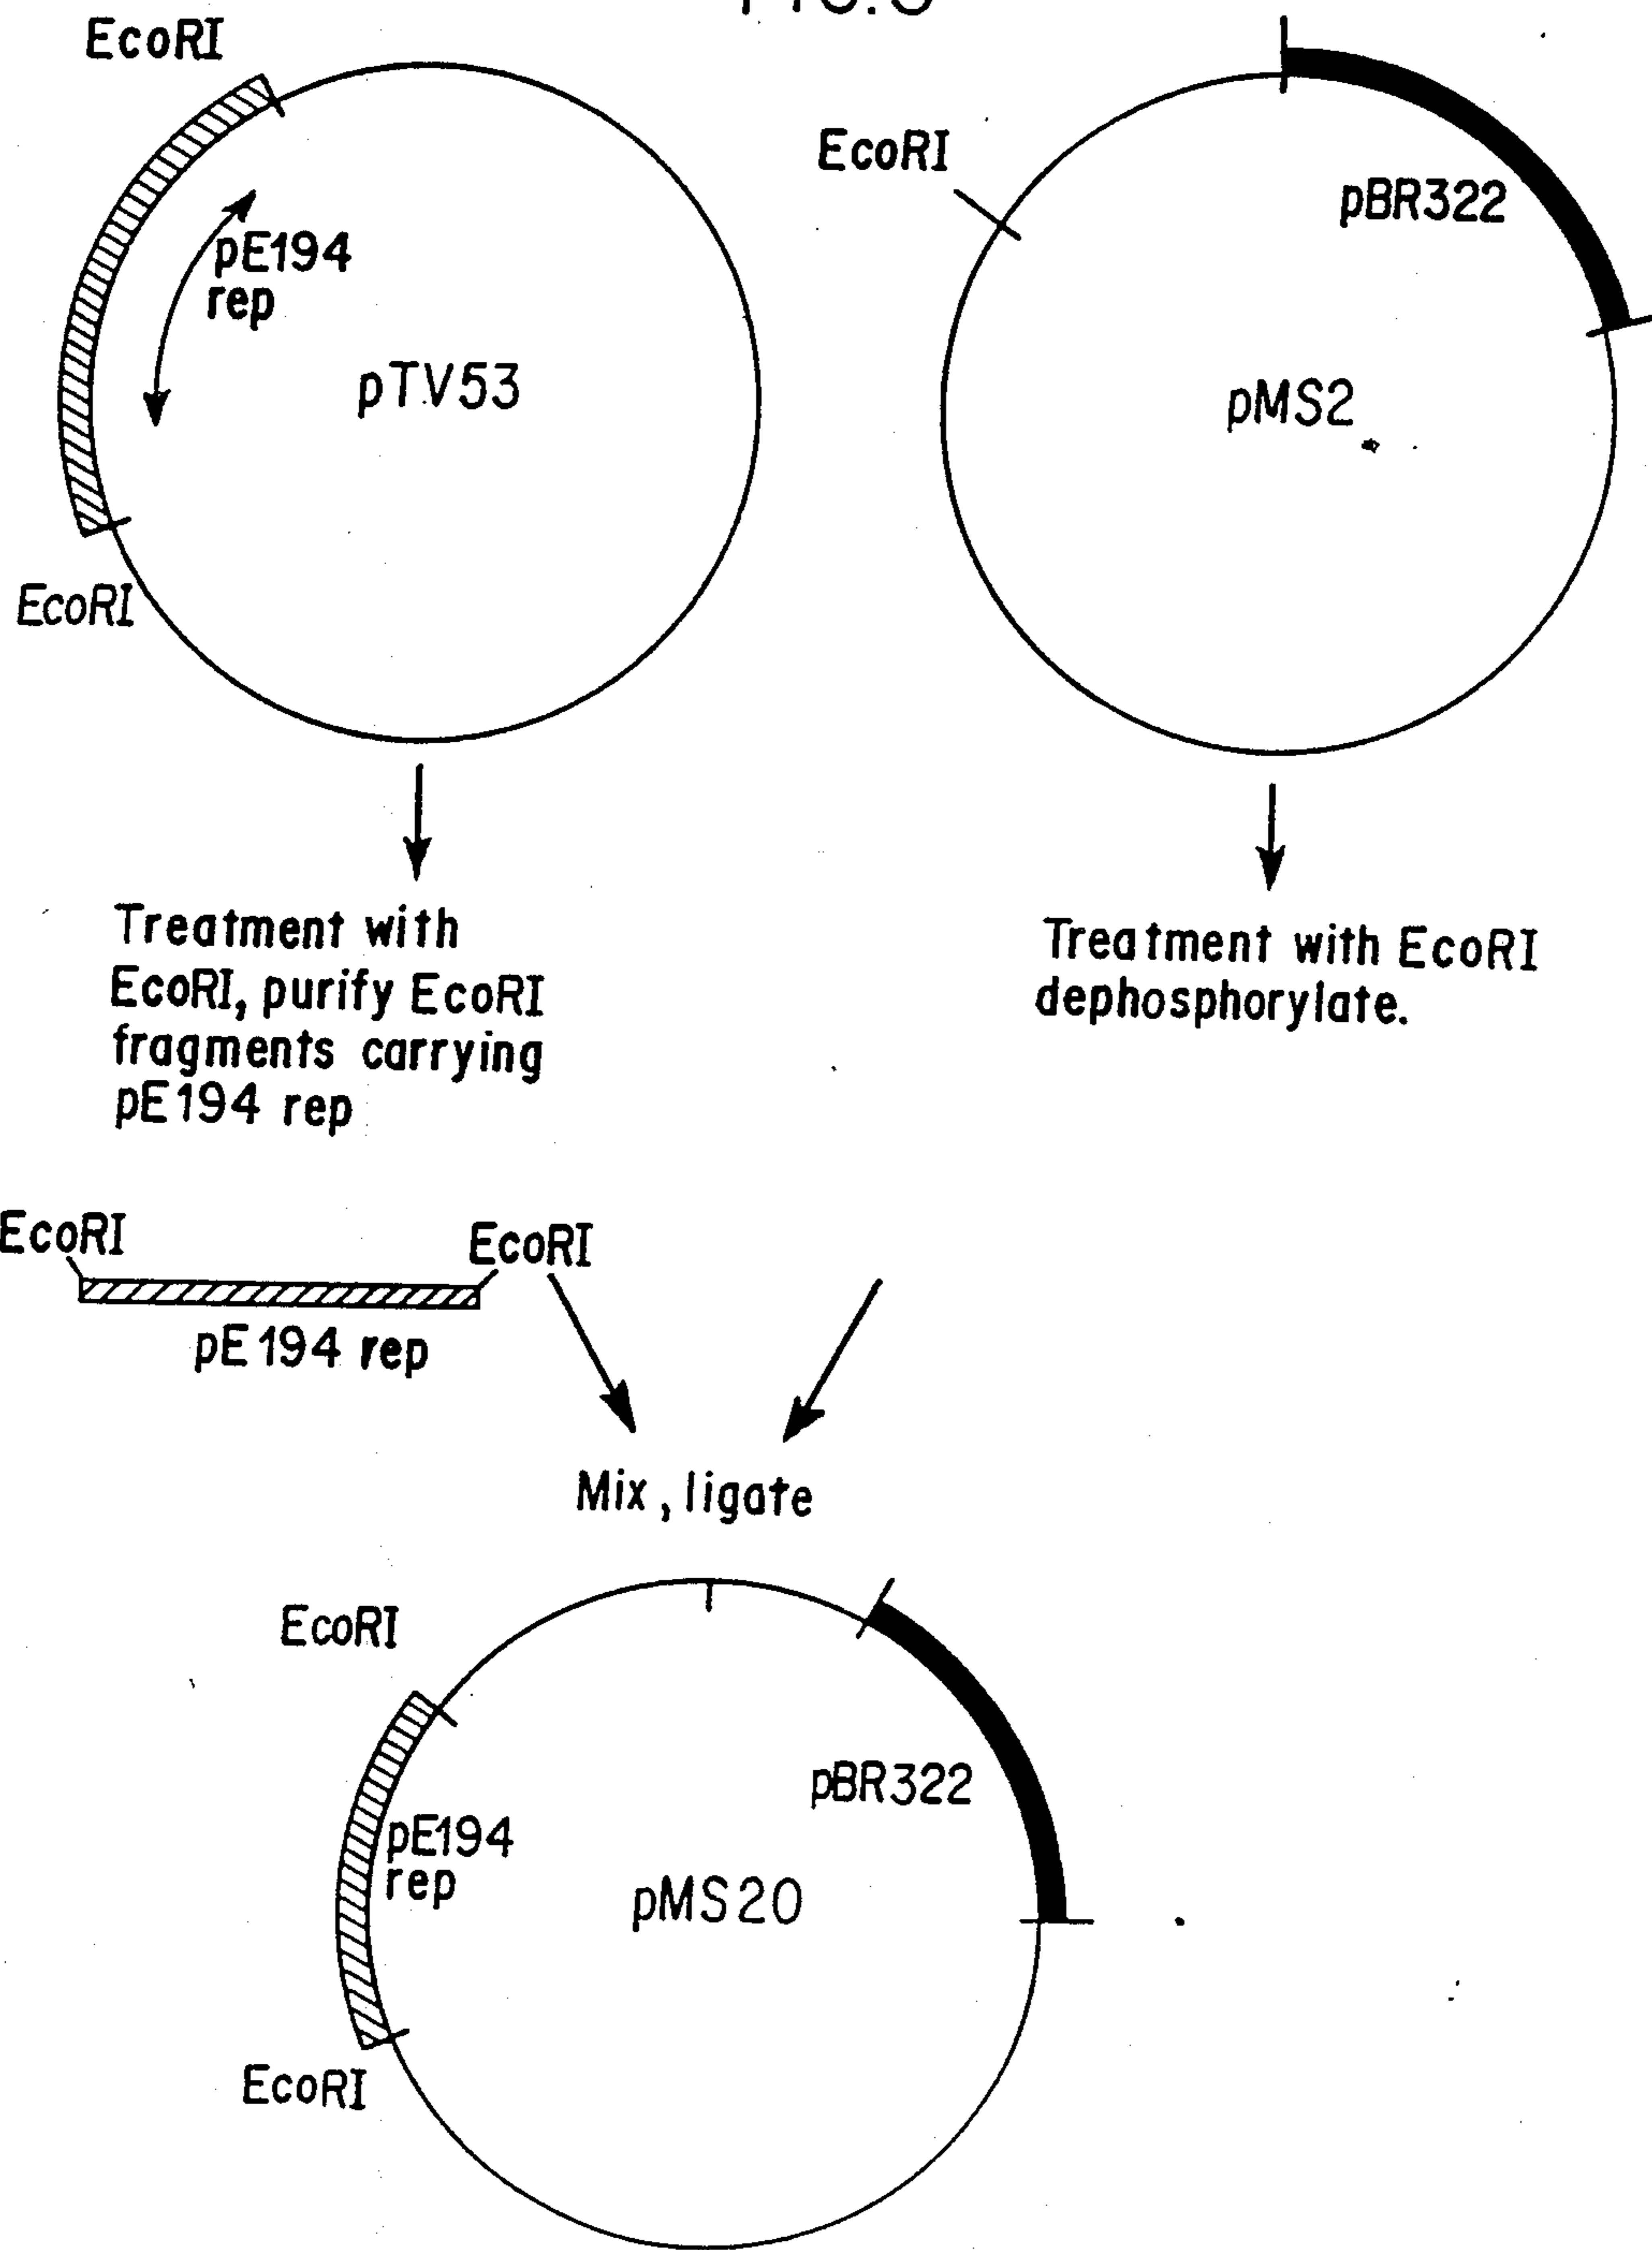 EcoRI
pE194
rep
pTV53
EcoRI
EcoRI
pBR322
pMS2
Treatment with
EcoRI, purify EcoRI
fragments carrying
pE194 rep
Treatment with EcoRI
dephosphorylate.
EcoRI
EcoRI
pE194 rep
Mix, ligate
EcoRI
pBR322
pE194
rep
pMS20
EcoRI